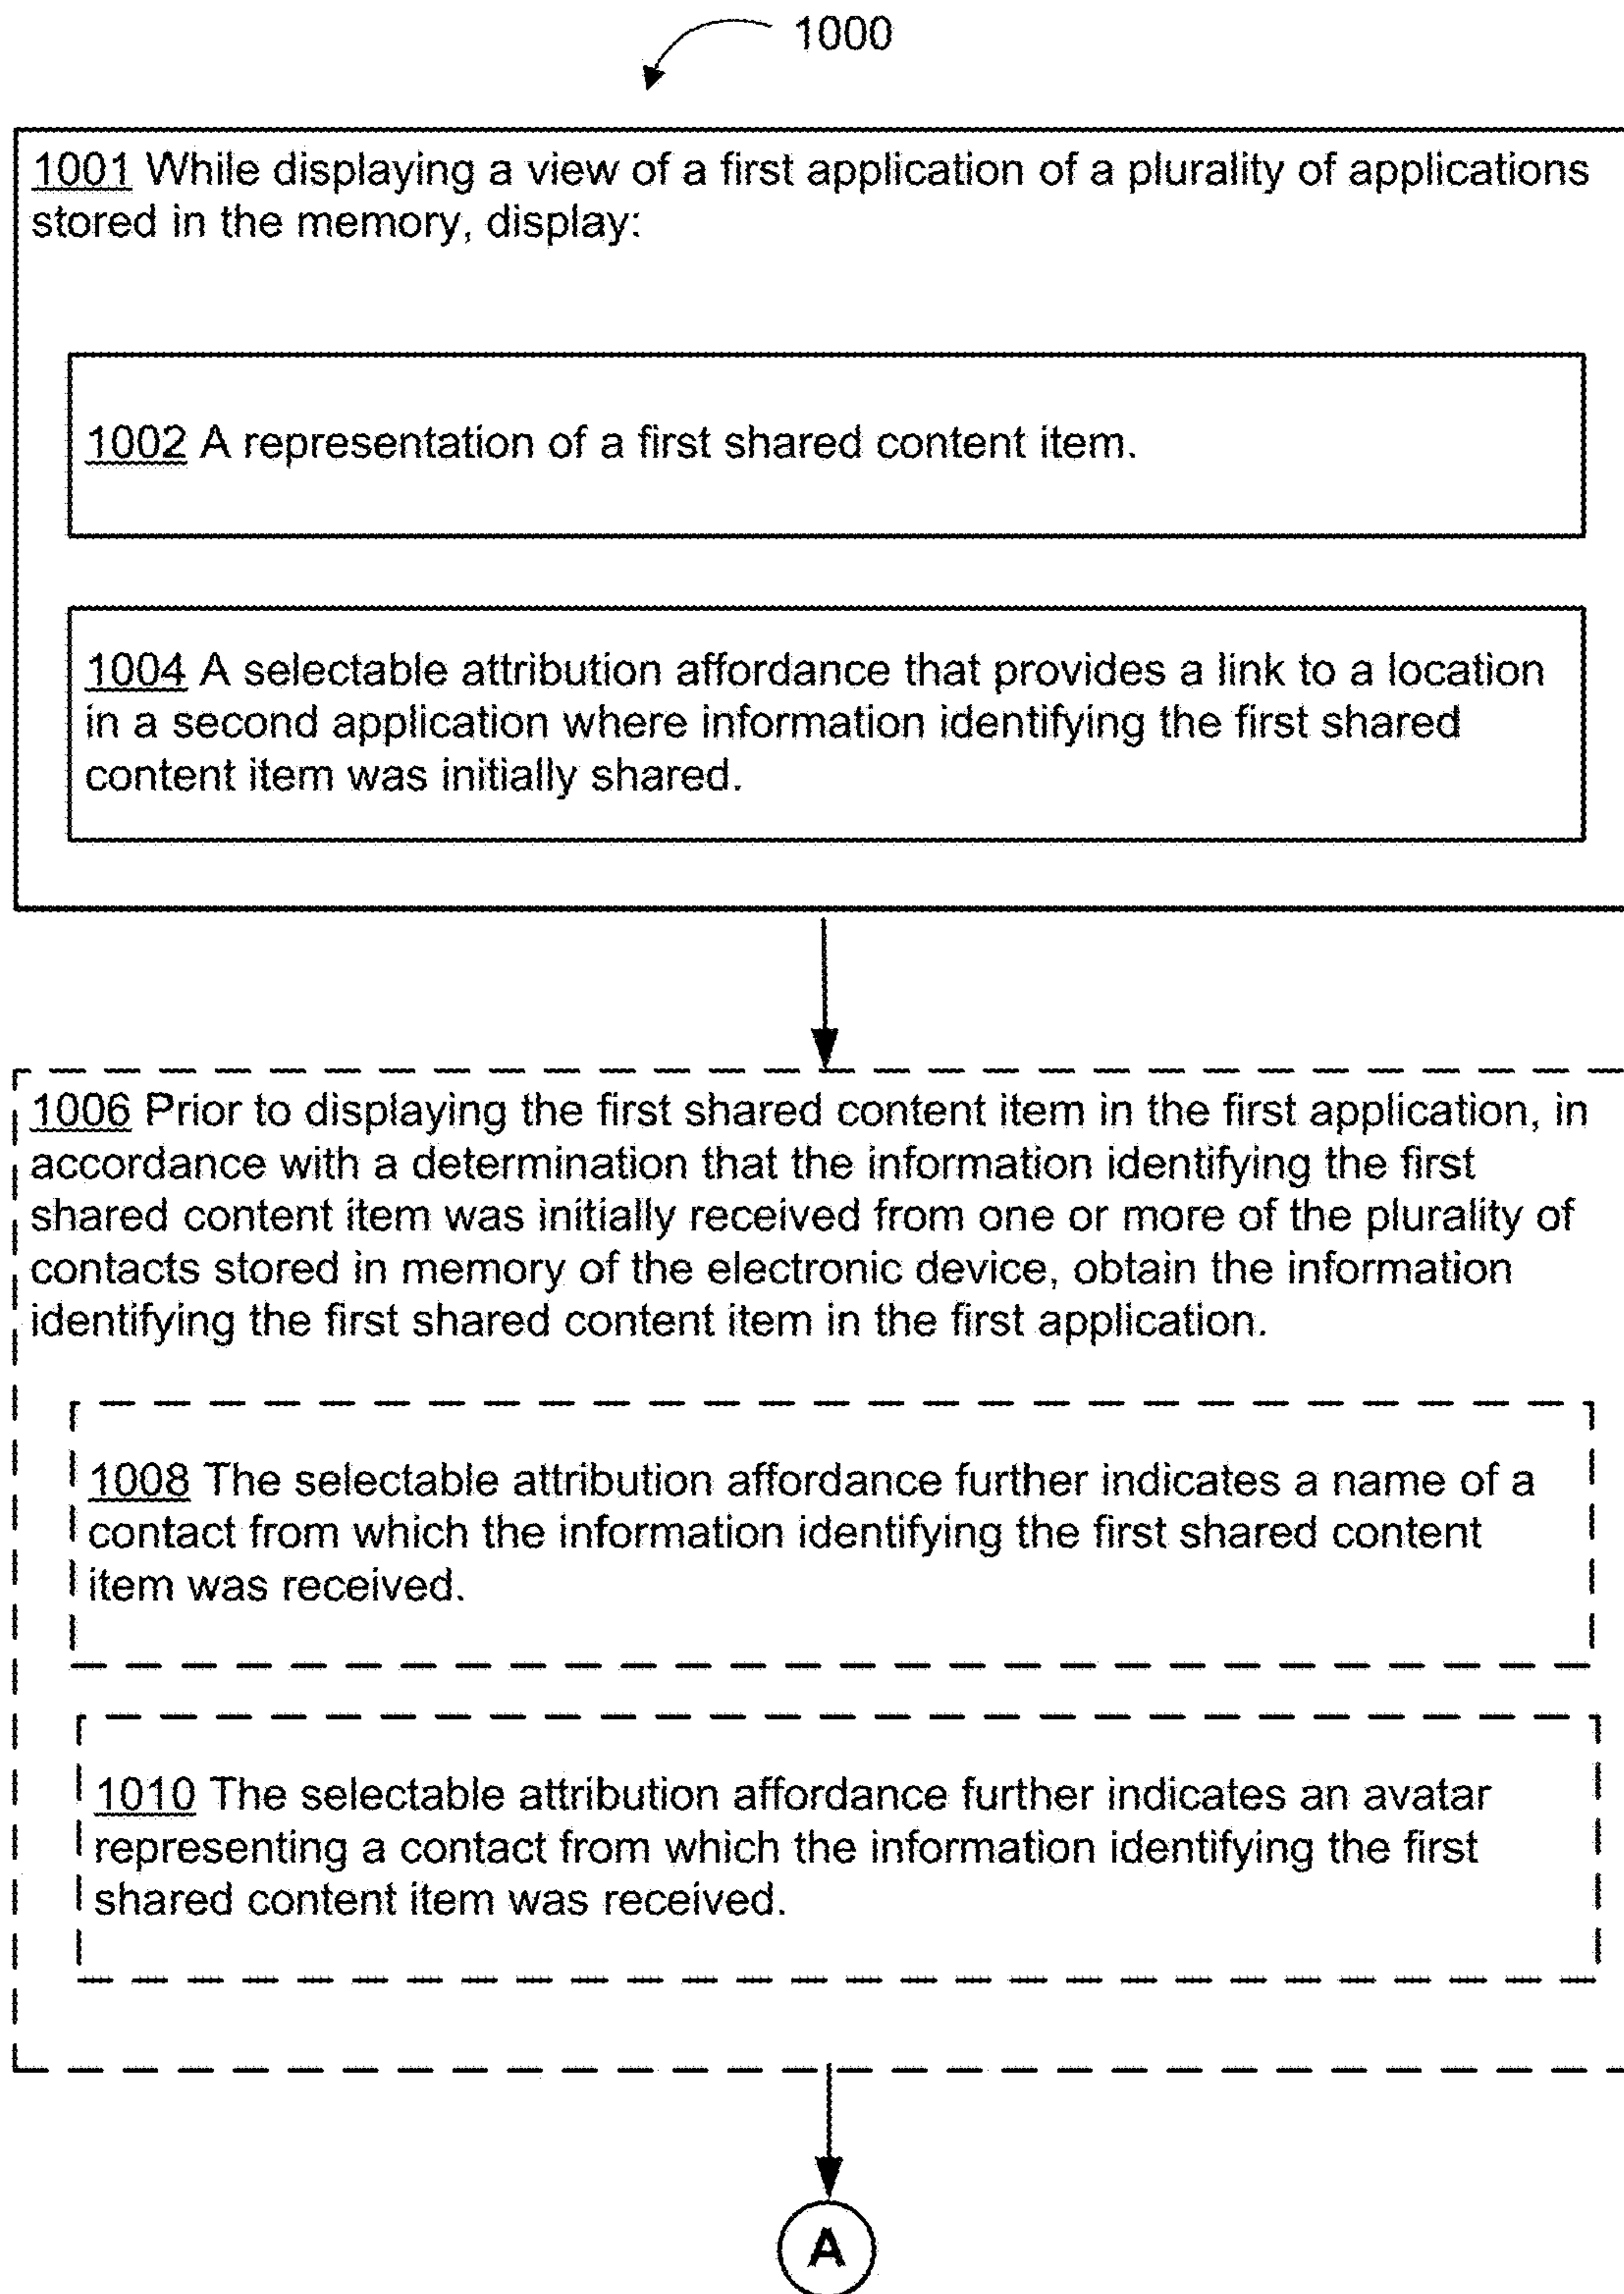 1000
1001 While displaying a view of a first application of a plurality of applications
stored in the memory, display:
1002 A representation of a first shared content item.
1004 A selectable attribution affordance that provides a link to a location
in a second application where information identifying the first shared
content item was initially shared.
1006 Prior to displaying the first shared content item in the first application, in
accordance with a determination that the information identifying the first
shared content item was initially received from one or more of the plurality of
contacts stored in memory of the electronic device, obtain the information
identifying the first shared content item in the first application.
1008 The selectable attribution affordance further indicates a name of a
contact from which the information identifying the first shared content
item was received.
1010 The selectable attribution affordance further indicates an avatar
representing a contact from which the information identifying the first
shared content item was received.
A